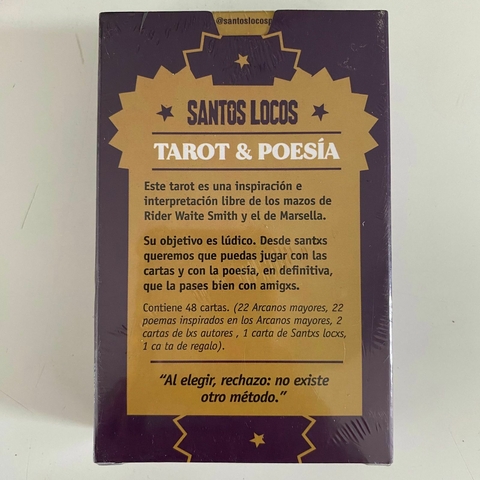 @santoslocosp
SANTOS LOCOS
TAROT & POESÍA
Este tarot es una inspiración e
interpretación libre de los mazos de
Rider Waite Smith y el de Marsella.
Su objetivo es lúdico. Desde santxs
queremos que puedas jugar con las
cartas y con la poesía, en definitiva,
que la pases bien con amigxs.
Contiene 48 cartas. (22 Arcanos mayores, 22
poemas inspirados en los Arcanos mayores, 2
cartas de lxs autores , 1 carta de Santxs locxs,
1 ca ta de regalo).
“Al elegir, rechazo: no existe
otro método.”